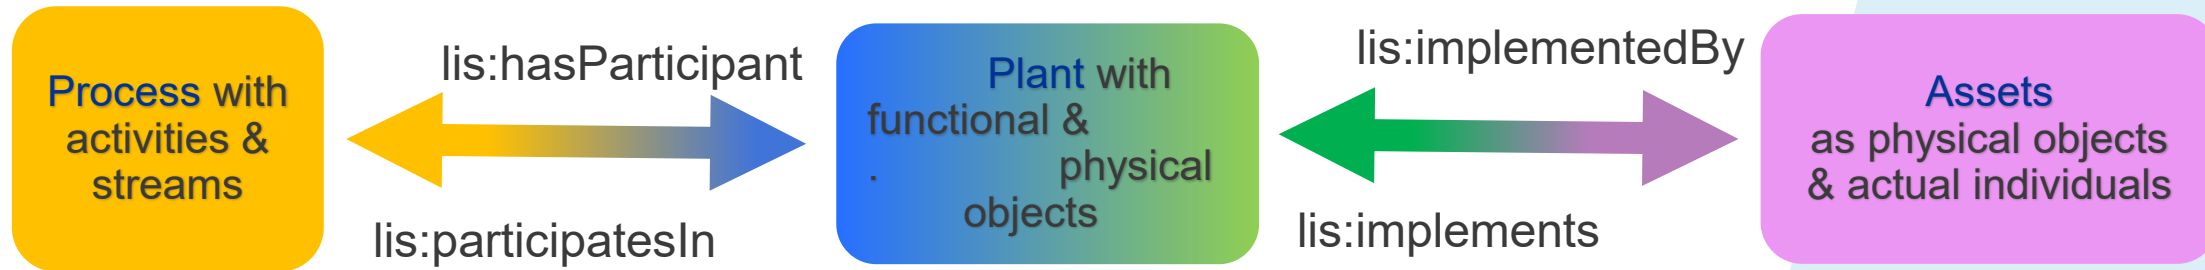 Process with
activities &
streams
lis:hasParticipant
lis:participatesIn
Plant with
functional &
. physical
objects
lis:implementedBy
lis:implements
Assets
as physical objects
& actual individuals